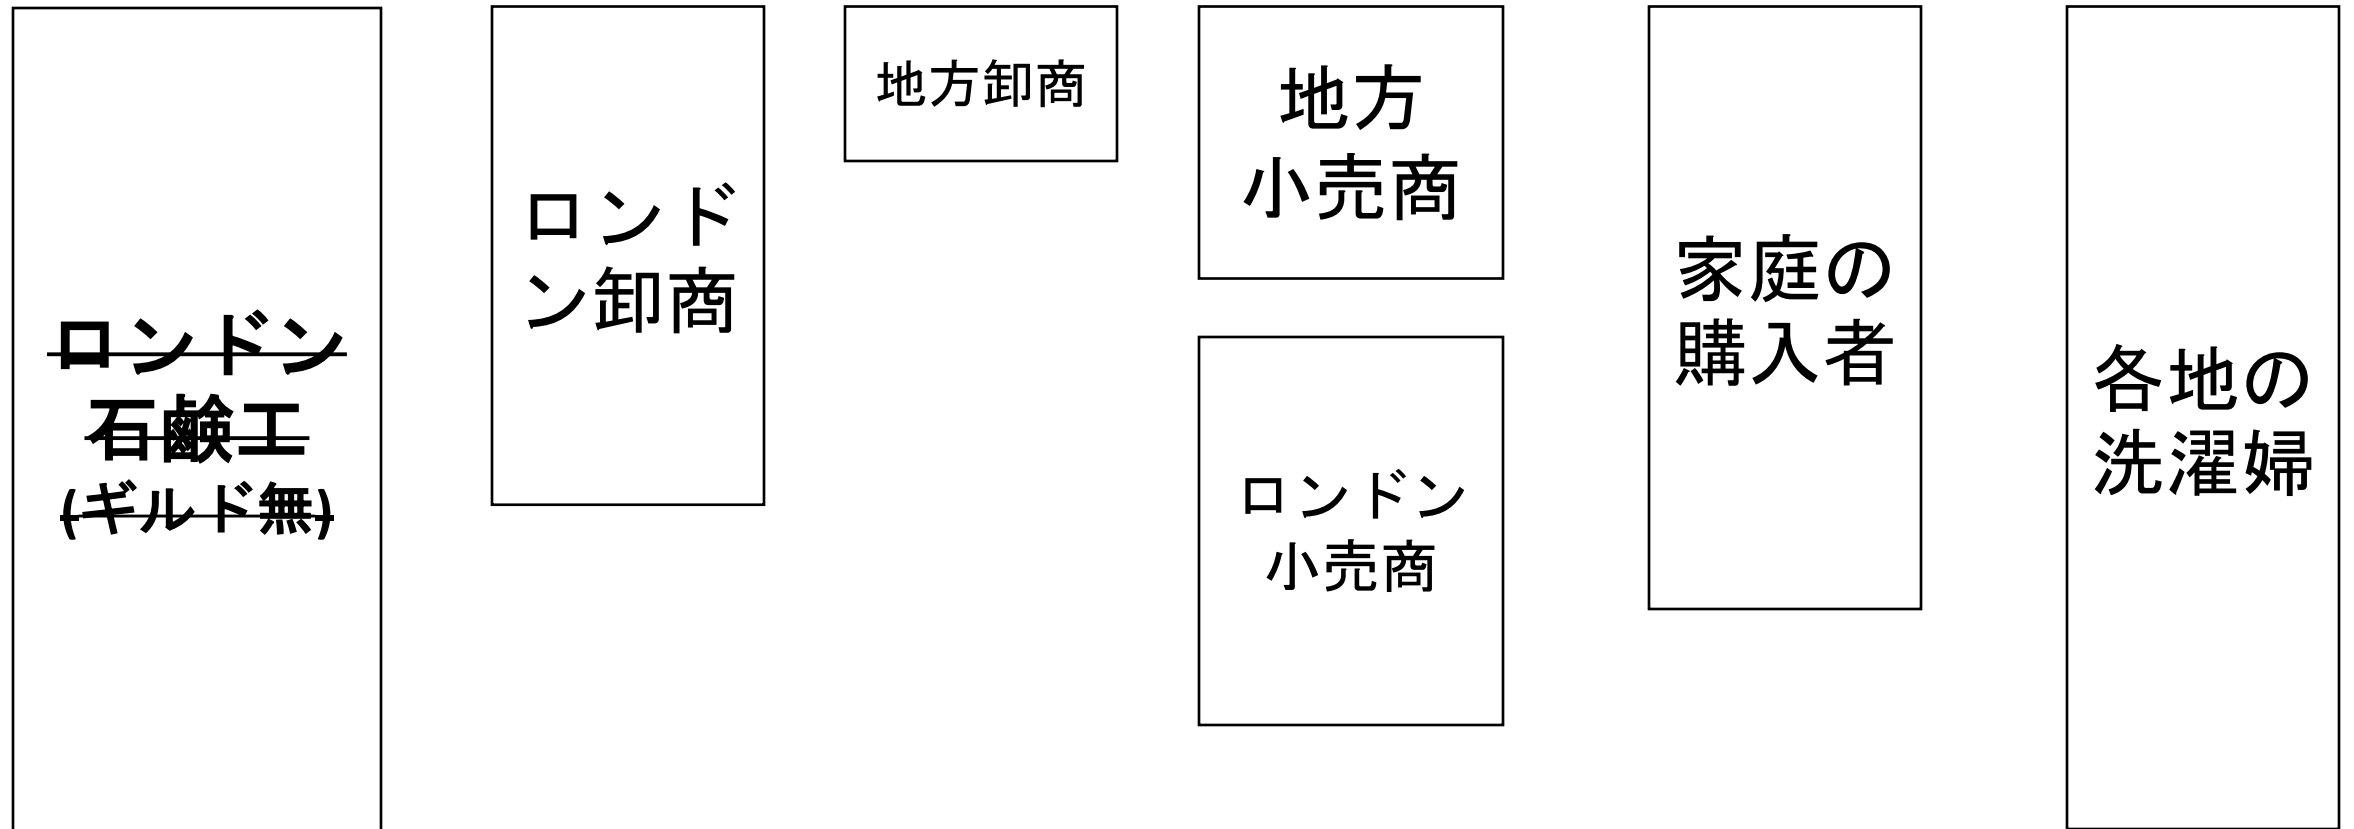 ロンドン
石鹸工
(ギルド無)
ロンド
ン卸商
地方卸商
地方
小売商
ロンドン
小売商
家庭の
購入者
各地の
洗濯婦